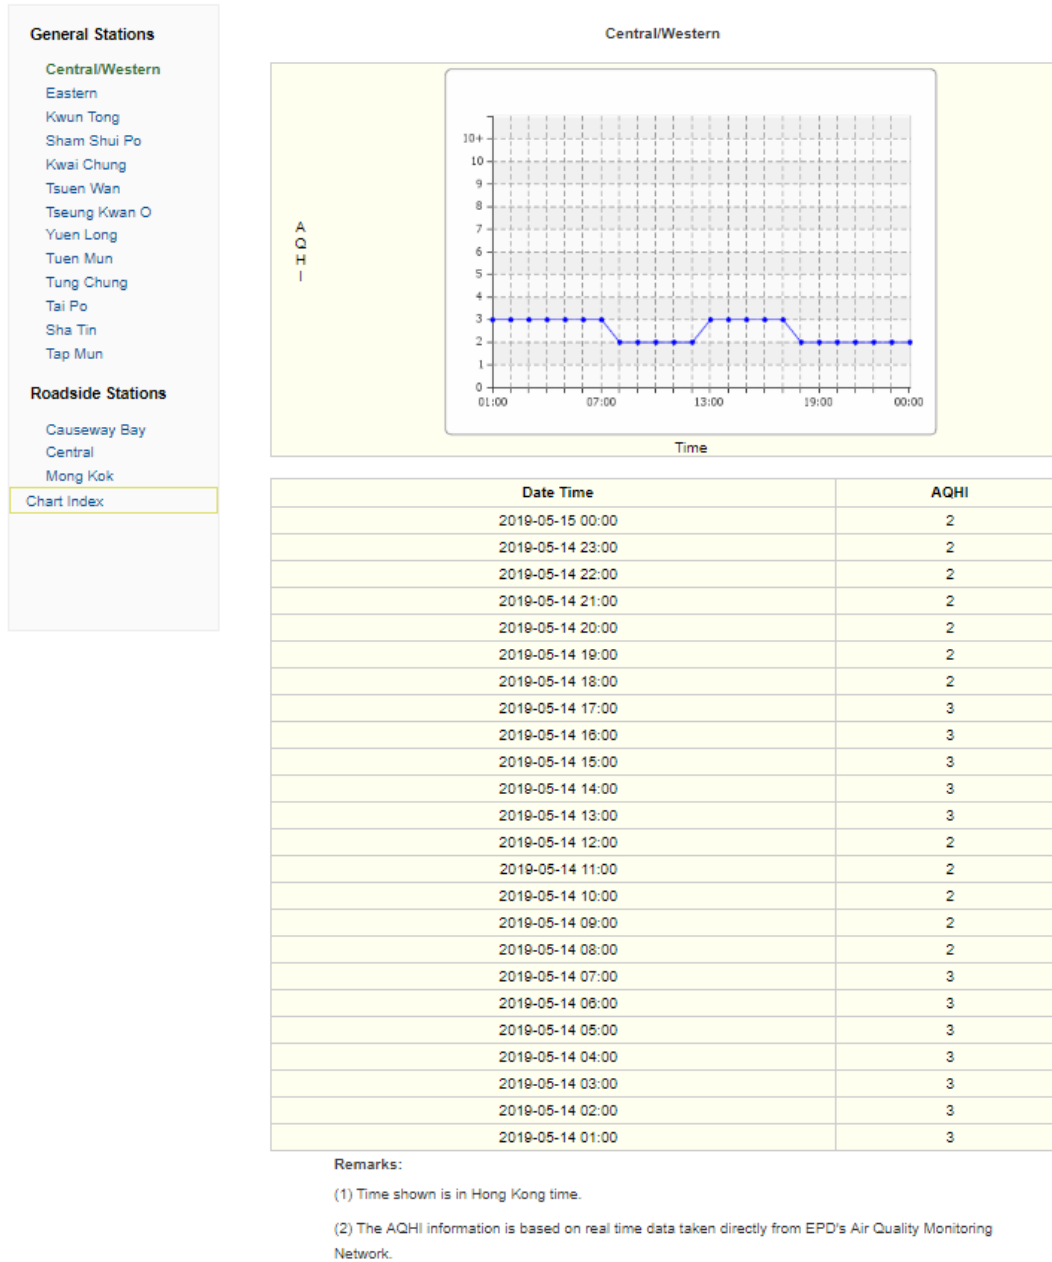 General Stations
Central/Western
Eastern
Kwun Tong
Sham Shui Po
Kwai Chung
Tsuen Wan
Tseung Kwan O
Yuen Long
Tuen Mun
Tung Chung
Tai Po
Sha Tin
Tap Mun
Roadside Stations
Causeway Bay
Central
Mong Kok
Chart Index
Central/Western
A
Q
H
I
10+
10
9
8
7
6
5
4
3
2
1
0
01:00 07:00 13:00 19:00 00:00
Time
Date Time AQHI
2019-05-15 00:00 2
2019-05-14 23:00 2
2019-05-14 22:00 2
2019-05-14 21:00 2
2019-05-14 20:00 2
2019-05-14 19:00 2
2019-05-14 18:00 2
2019-05-14 17:00 3
2019-05-14 16:00 3
2019-05-14 15:00 3
2019-05-14 14:00 3
2019-05-14 13:00 3
2019-05-14 12:00 2
2019-05-14 11:00 2
2019-05-14 10:00 2
2019-05-14 09:00 2
2019-05-14 08:00 2
2019-05-14 07:00 3
2019-05-14 06:00 3
2019-05-14 05:00 3
2019-05-14 04:00 3
2019-05-14 03:00 3
2019-05-14 02:00 3
2019-05-14 01:00 3
Remarks:
(1) Time shown is in Hong Kong time.
(2) The AQHI information is based on real time data taken directly from EPD's Air Quality Monitoring
Network.